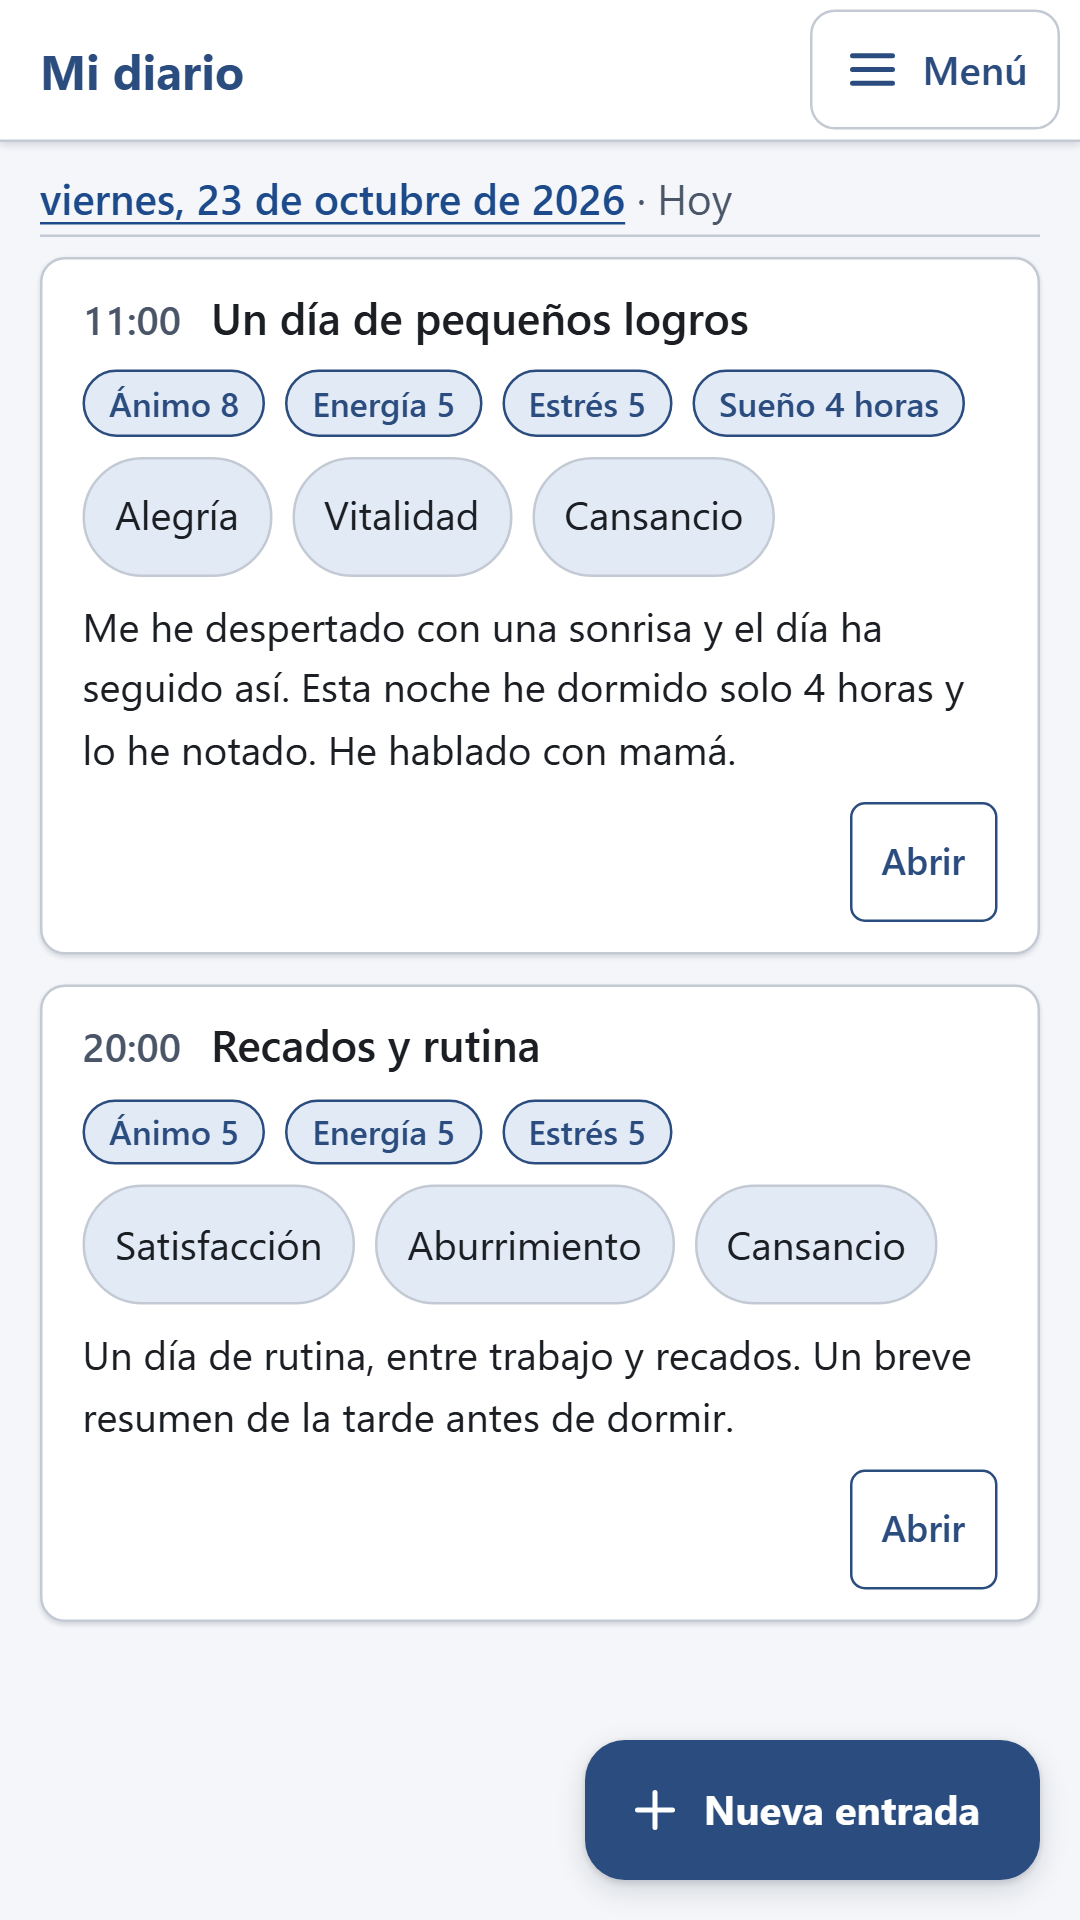 Mi diario
Menú
viernes, 23 de octubre de 2026 · Hoy
11:00 Un día de pequeños logros
Ánimo 8 Energía 5 Estrés 5 Sueño 4 horas
Alegría Vitalidad Cansancio
Me he despertado con una sonrisa y el día ha
seguido así. Esta noche he dormido solo 4 horas y
lo he notado. He hablado con mamá.
Abrir
20:00 Recados y rutina
Ánimo 5 Energía 5 Estrés 5
Satisfacción Aburrimiento Cansancio
Un día de rutina, entre trabajo y recados. Un breve
resumen de la tarde antes de dormir.
Abrir
Nueva entrada